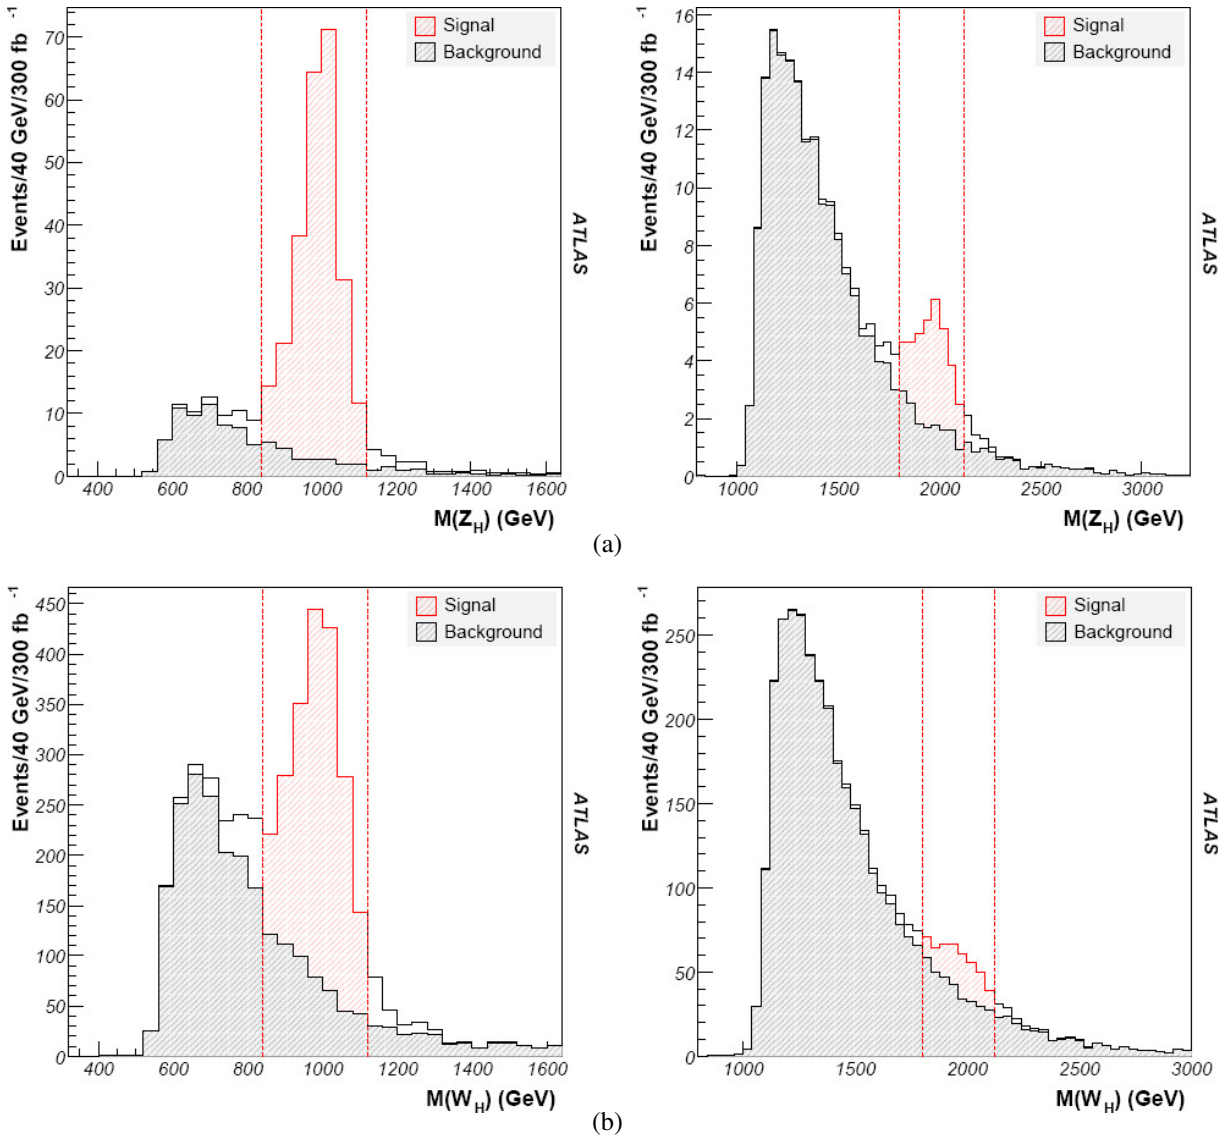 Events/40 GeV/300 fb -1
70
60
50
40
30
20
10
0
Signal
Background
400 600 800 1000 1200 1400 1600
M(Z_H) (GeV)
ATLAS
Events/40 GeV/300 fb -1
16
14
12
10
8
6
4
2
0
Signal
Background
1000 1500 2000 2500 3000
M(Z_H) (GeV)
ATLAS
(a)
Events/40 GeV/300 fb -1
450
400
350
300
250
200
150
100
50
0
Signal
Background
400 600 800 1000 1200 1400 1600
M(W_H) (GeV)
ATLAS
Events/40 GeV/300 fb -1
250
200
150
100
50
0
Signal
Background
1000 1500 2000 2500 3000
M(W_H) (GeV)
ATLAS
(b)